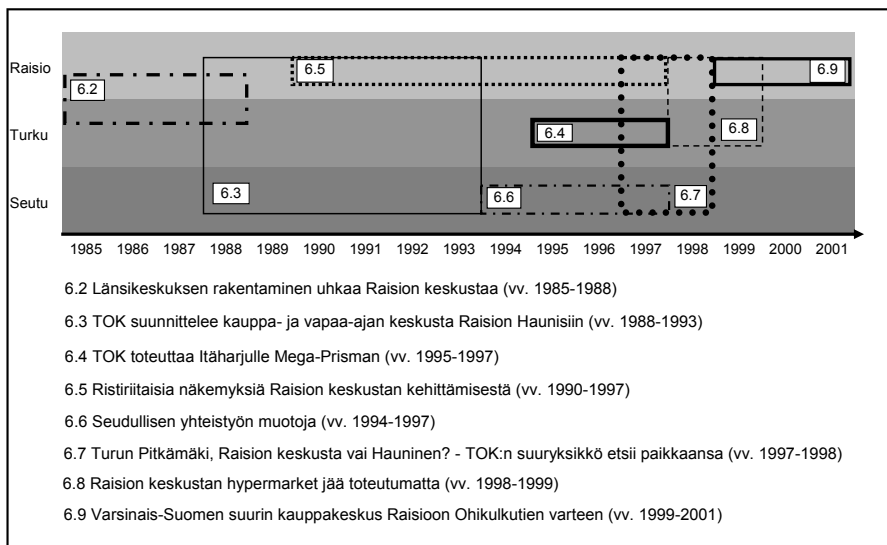 Raisio
6.5
6.9
6.2
Turku
6.4
6.8
Seutu
6.3
6.6
6.7
1985 1986 1987 1988 1989 1990 1991 1992 1993 1994 1995 1996 1997 1998 1999 2000 2001
6.2 Länsikeskuksen rakentaminen uhkaa Raision keskustaa (vv. 1985-1988)
6.3 TOK suunnittelee kauppa- ja vapaa-ajan keskusta Raision Haunisiin (vv. 1988-1993)
6.4 TOK toteuttaa Itäharjulle Mega-Prisman (vv. 1995-1997)
6.5 Ristiriitaisia näkemyksiä Raision keskustan kehittämisestä (vv. 1990-1997)
6.6 Seudullisen yhteistyön muotoja (vv. 1994-1997)
6.7 Turun Pitkämäki, Raision keskusta vai Hauninen? - TOK:n suuryksikkö etsii paikkaansa (vv. 1997-1998)
6.8 Raision keskustan hypermarket jää toteutumatta (vv. 1998-1999)
6.9 Varsinais-Suomen suurin kauppakeskus Raisioon Ohikulkutien varteen (vv. 1999-2001)